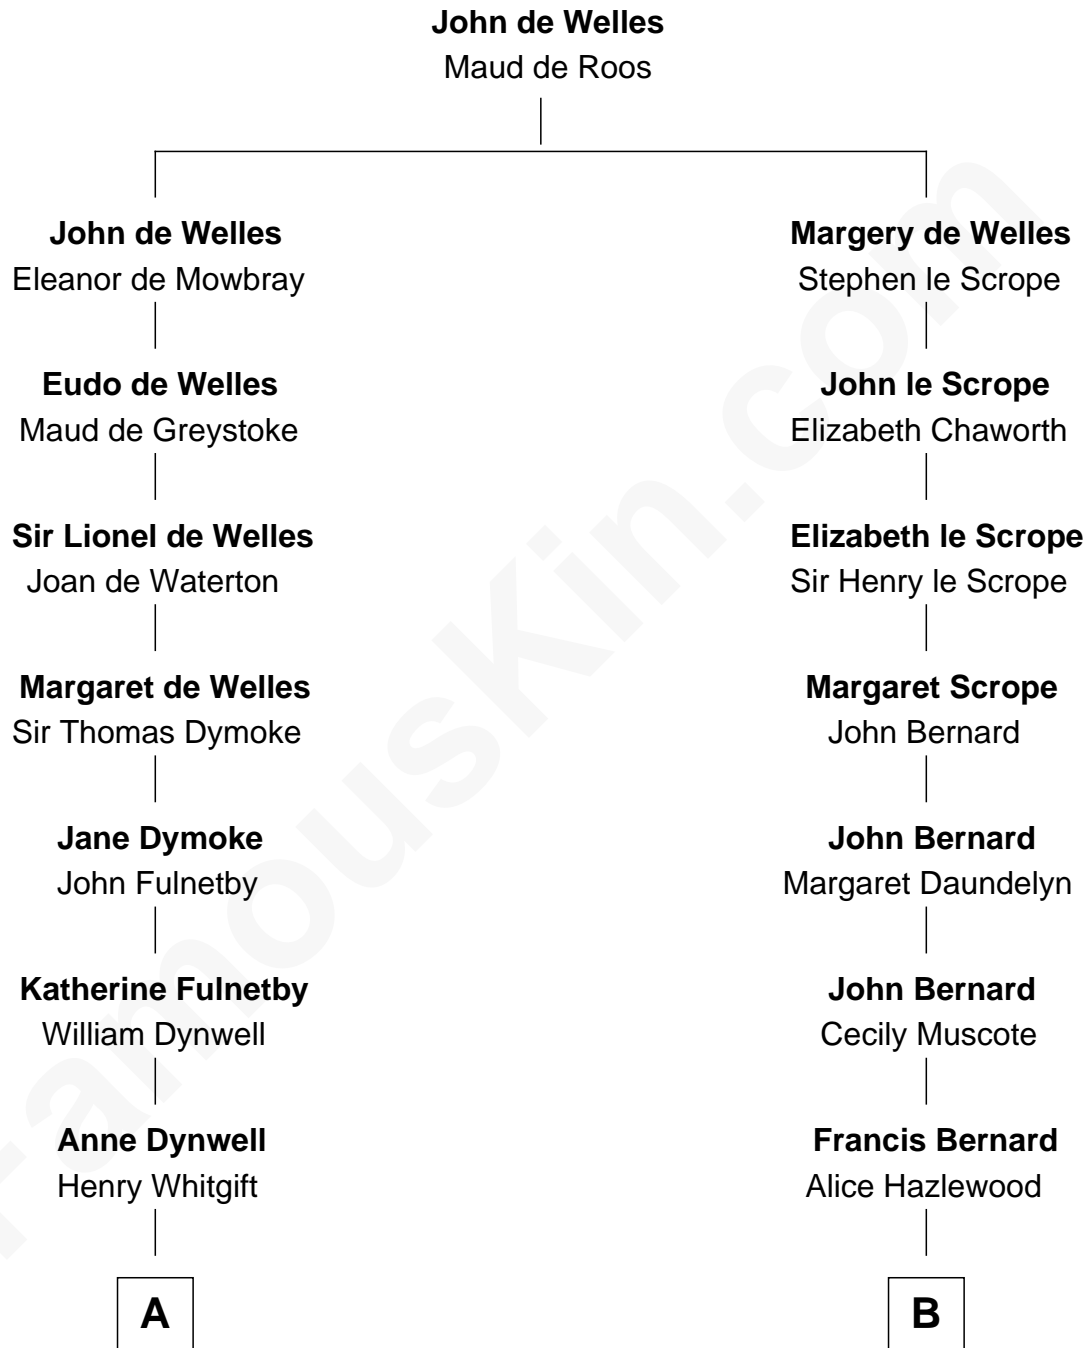 John de Welles
Maud de Roos
John de Welles
Eleanor de Mowbray
Margery de Welles
Stephen le Scrope
Eudo de Welles
Maud de Greystoke
John le Scrope
Elizabeth Chaworth
Sir Lionel de Welles
Joan de Waterton
Elizabeth le Scrope
Sir Henry le Scrope
Margaret de Welles
Sir Thomas Dymoke
Margaret Scrope
John Bernard
Jane Dymoke
John Fulnetby
John Bernard
Margaret Daundelyn
Katherine Fulnetby
William Dynwell
John Bernard
Cecily Muscote
Anne Dynwell
Henry Whitgift
Francis Bernard
Alice Hazlewood
A
B
FamousKin.com